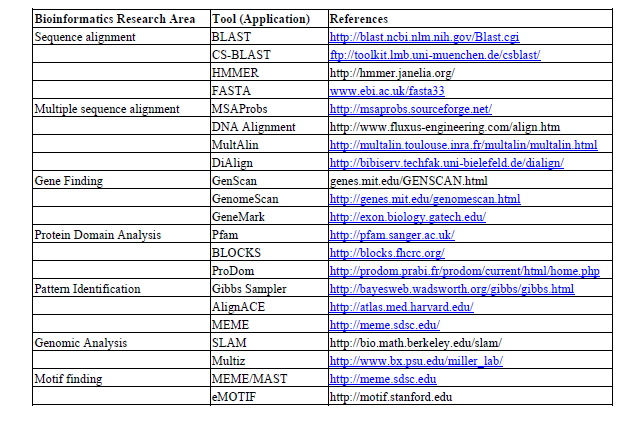 Bioinformatics Research Area Tool (Application) References
Sequence alignment BLAST http://blast.ncbi.nlm.nih.gov/Blast.cgi
CS-BLAST ftp://toolkit.lmb.uni-muenchen.de/csblast/
HMMER http://hmmer.janelia.org/
FASTA www.ebi.ac.uk/fasta33
Multiple sequence alignment MSAProbs http://msaprobs.sourceforge.net/
DNA Alignment http://www.fluxus-engineering.com/align.htm
MultAlin http://multalin.toulouse.inra.fr/multalin/multalin.html
DiAlign http://bibiserv.techfak.uni-bielefeld.de/dialign/
Gene Finding GenScan genes.mit.edu/GENSCAN.html
GenomeScan http://genes.mit.edu/genomescan.html
GeneMark http://exon.biology.gatech.edu/
Protein Domain Analysis Pfam http://pfam.sanger.ac.uk/
BLOCKS http://blocks.fhcrc.org/
ProDom http://prodom.prabi.fr/prodom/current/html/home.php
Pattern Identification Gibbs Sampler http://bayesweb.wadsworth.org/gibbs/gibbs.html
AlignACE http://atlas.med.harvard.edu/
MEME http://meme.sdsc.edu/
Genomic Analysis SLAM http://bio.math.berkeley.edu/slam/
Multiz http://www.bx.psu.edu/miller_lab/
Motif finding MEME/MAST http://meme.sdsc.edu
eMOTIF http://motif.stanford.edu